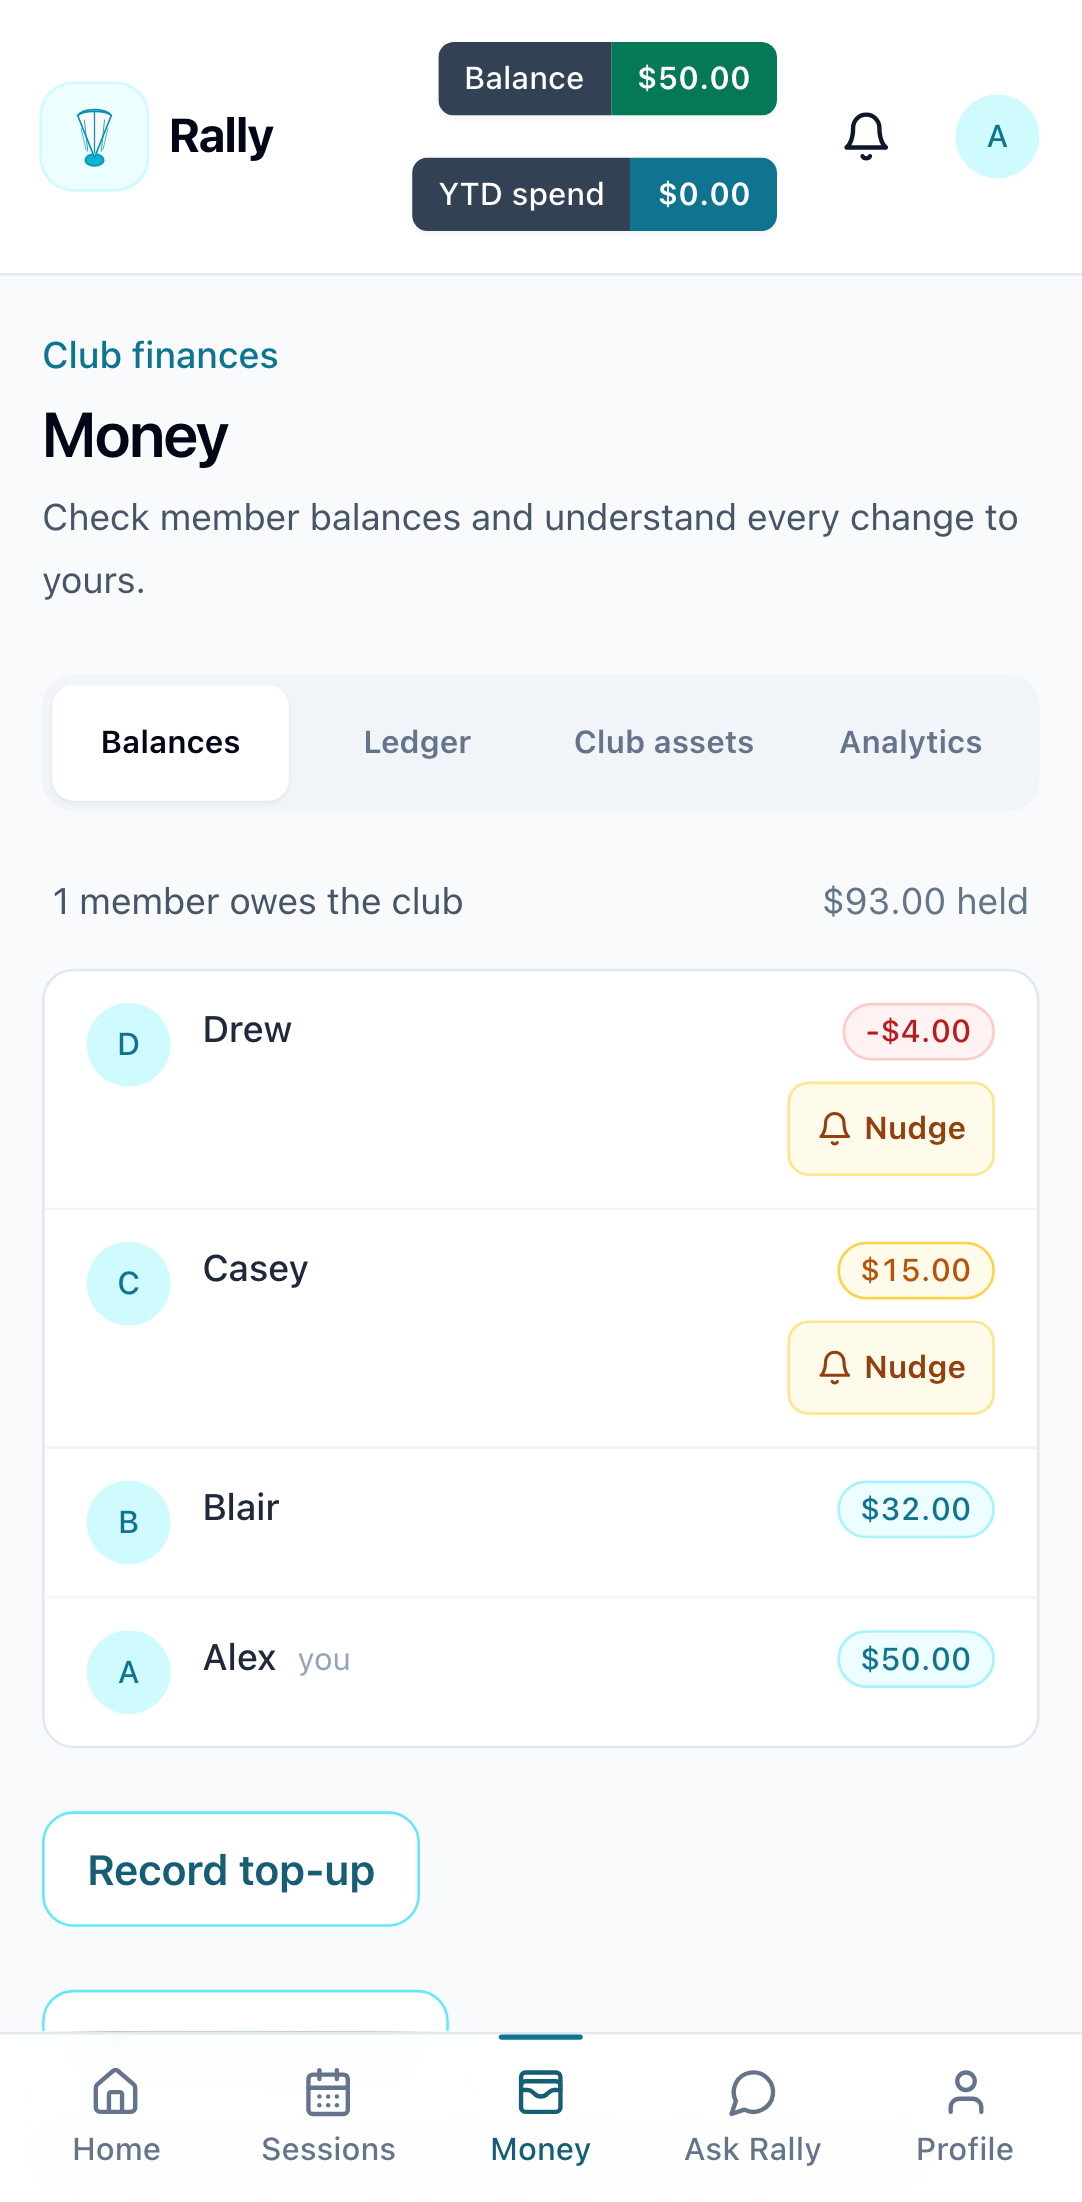 Balance $50.00
Rally
A
YTD spend $0.00
Club finances
Money
Check member balances and understand every change to
yours.
Balances Ledger Club assets Analytics
1 member owes the club $93.00 held
D Drew -$4.00
Nudge
C Casey $15.00
Nudge
B Blair $32.00
A Alex you $50.00
Record top-up
Home Sessions Money Ask Rally Profile